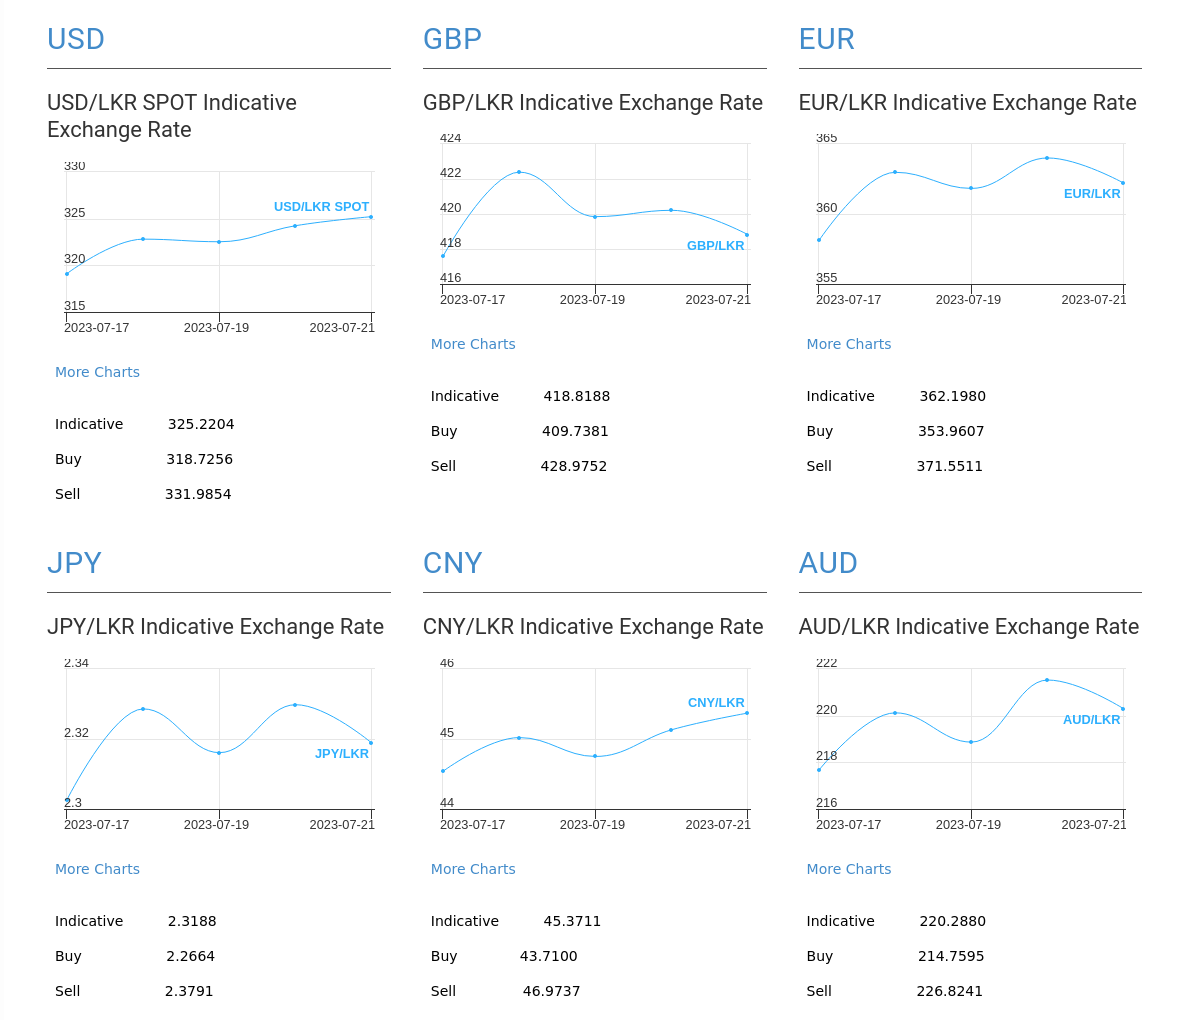 USD
USD/LKR SPOT Indicative
Exchange Rate
330
325
320
315
USD/LKR SPOT
2023-07-17 2023-07-19 2023-07-21
More Charts
Indicative 325.2204
Buy 318.7256
Sell 331.9854
GBP
GBP/LKR Indicative Exchange Rate
424
422
420
418
416
GBP/LKR
2023-07-17 2023-07-19 2023-07-21
More Charts
Indicative 418.8188
Buy 409.7381
Sell 428.9752
EUR
EUR/LKR Indicative Exchange Rate
365
360
355
EUR/LKR
2023-07-17 2023-07-19 2023-07-21
More Charts
Indicative 362.1980
Buy 353.9607
Sell 371.5511
JPY
JPY/LKR Indicative Exchange Rate
2.34
2.32
2.3
JPY/LKR
2023-07-17 2023-07-19 2023-07-21
More Charts
Indicative 2.3188
Buy 2.2664
Sell 2.3791
CNY
CNY/LKR Indicative Exchange Rate
46
45
44
CNY/LKR
2023-07-17 2023-07-19 2023-07-21
More Charts
Indicative 45.3711
Buy 43.7100
Sell 46.9737
AUD
AUD/LKR Indicative Exchange Rate
222
220
218
216
AUD/LKR
2023-07-17 2023-07-19 2023-07-21
More Charts
Indicative 220.2880
Buy 214.7595
Sell 226.8241